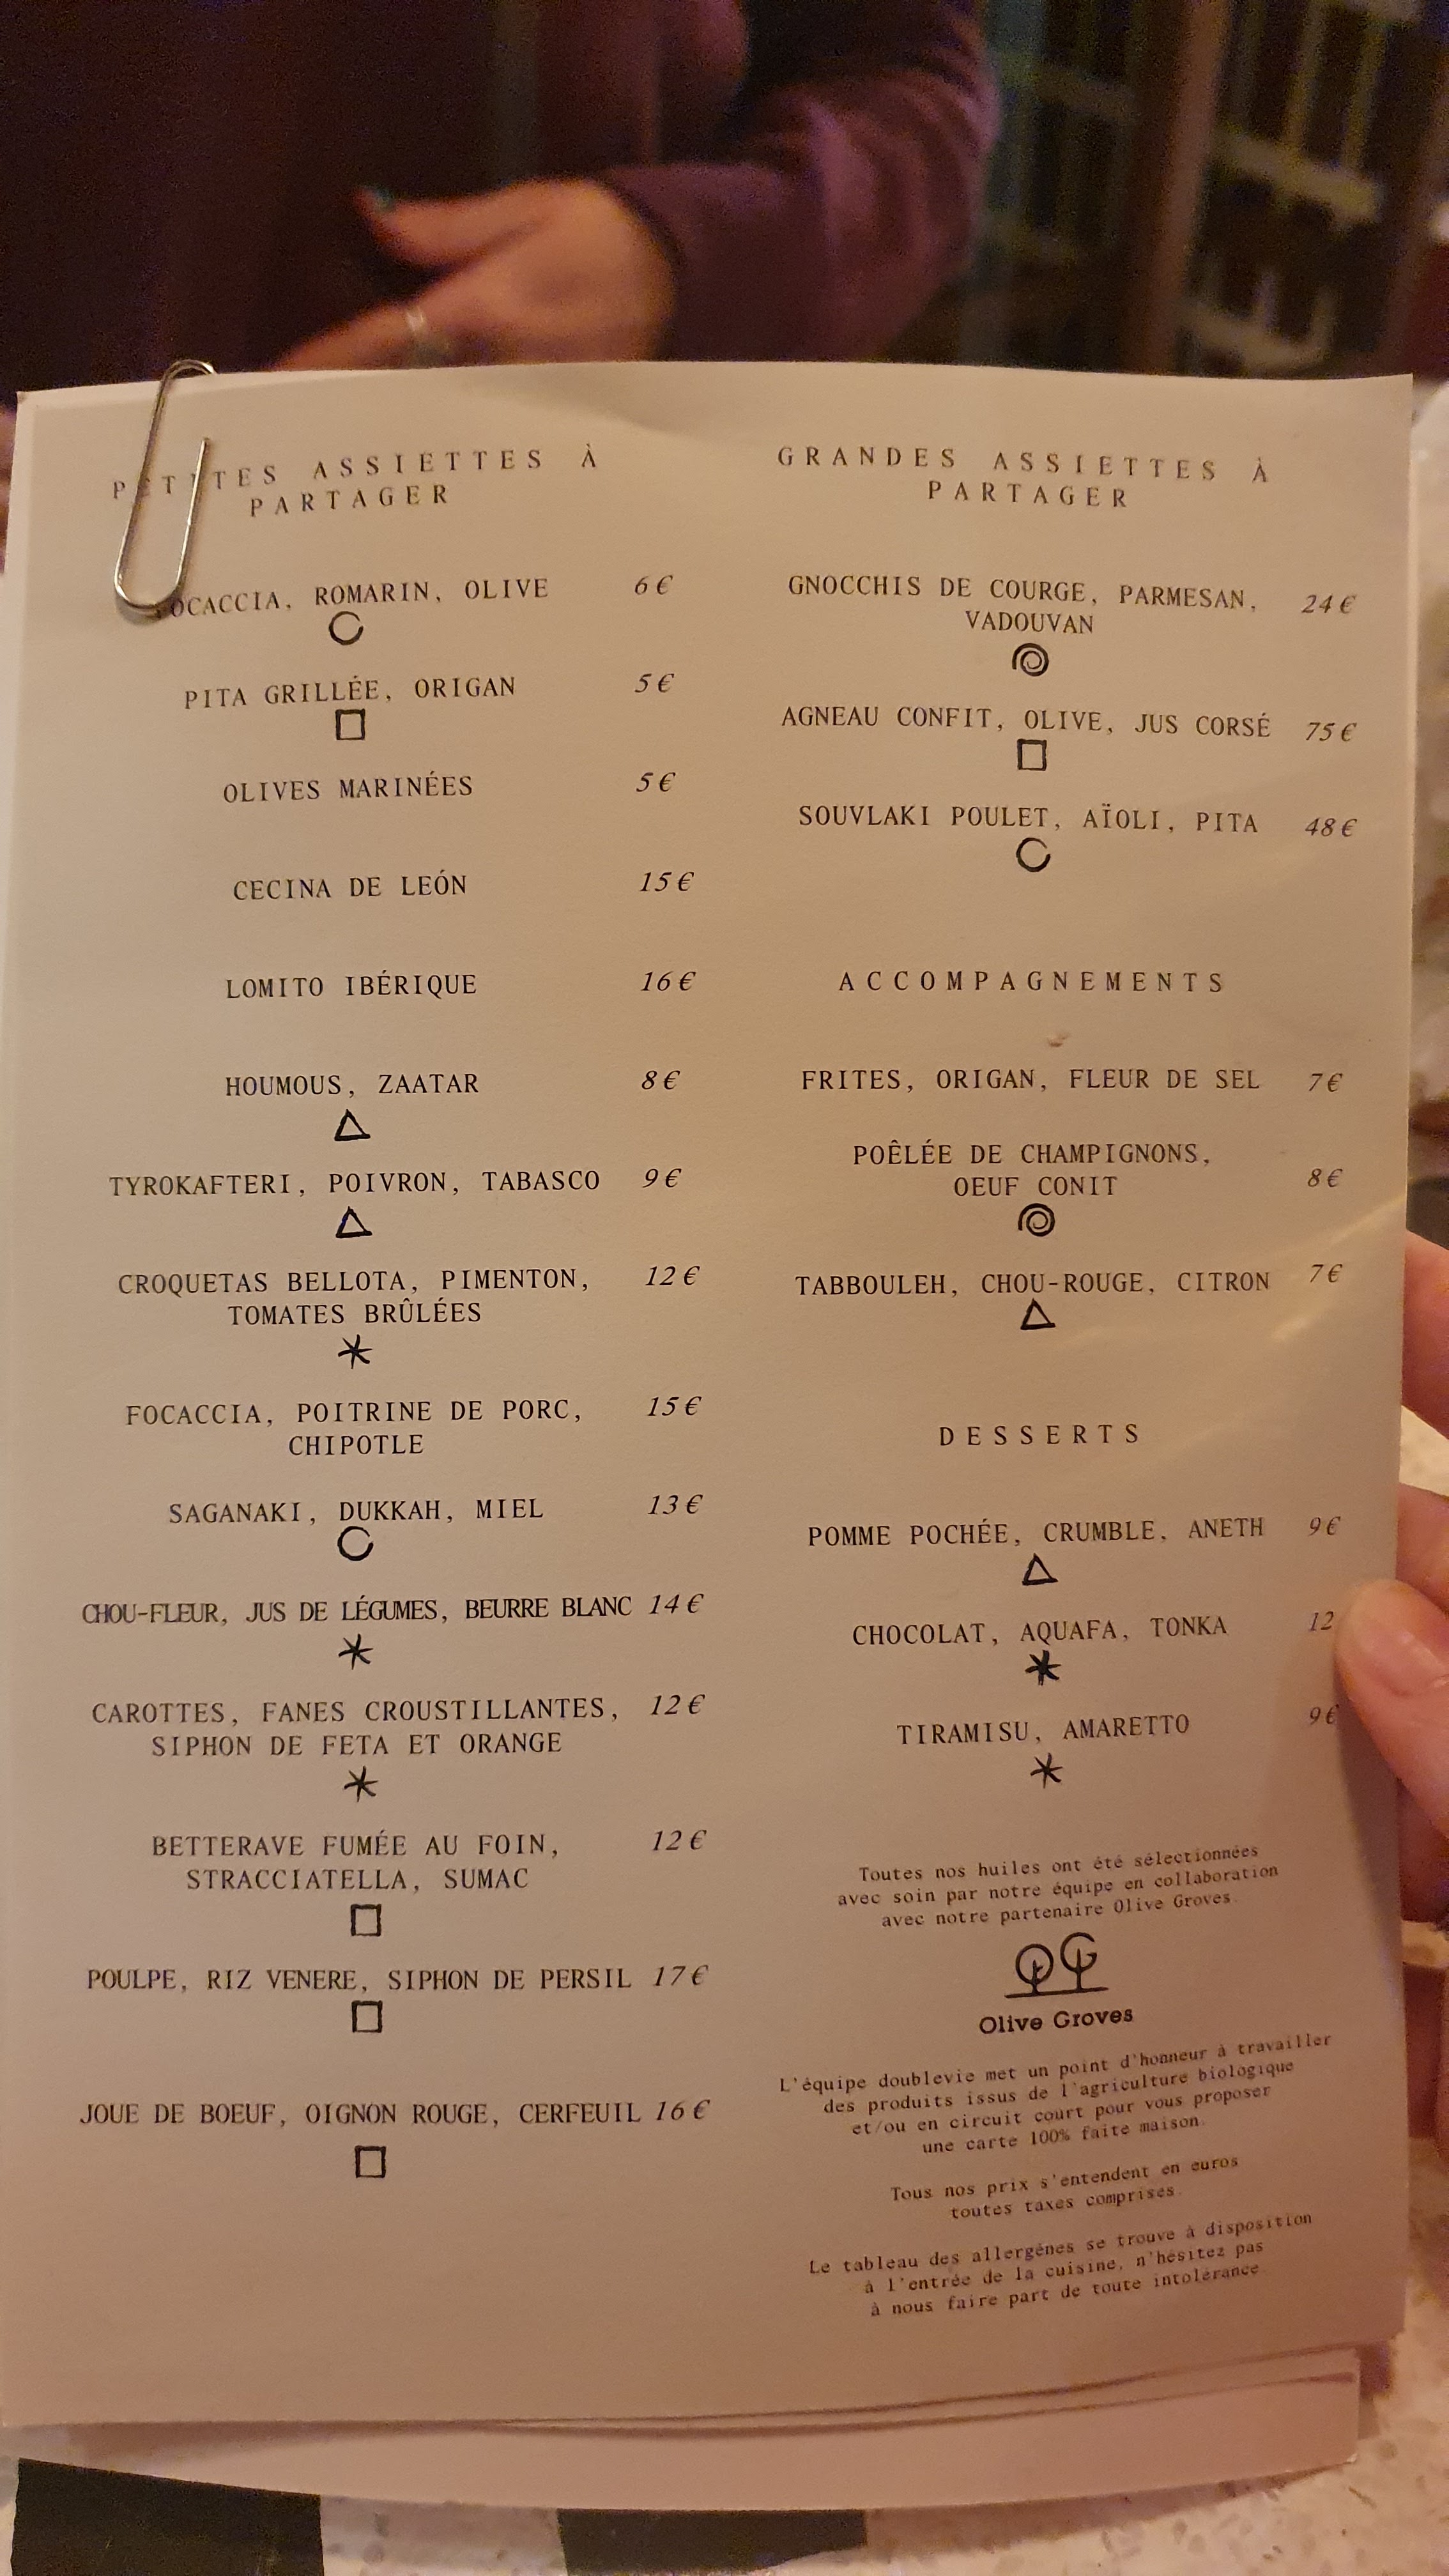 PETITES ASSIETTES À
PARTAGER
FOCACCIA, ROMARIN, OLIVE 6€
PITA GRILLÉE, ORIGAN 5€
OLIVES MARINÉES 5€
CECINA DE LEÓN 15€
LOMITO IBÉRIQUE 16€
HOUMOUS, ZAATAR 8€
TYROKAFTERI, POIVRON, TABASCO 9€
CROQUETAS BELLOTA, PIMENTON, 12€
TOMATES BRÛLÉES
FOCACCIA, POITRINE DE PORC, 15€
CHIPOTLE
SAGANAKI, DUKKAH, MIEL 13€
CHOU-FLEUR, JUS DE LÉGUMES, BEURRE BLANC 14€
CAROTTES, FANES CROUSTILLANTES, 12€
SIPHON DE FETA ET ORANGE
BETTERAVE FUMÉE AU FOIN, 12€
STRACCIATELLA, SUMAC
POULPE, RIZ VENERE, SIPHON DE PERSIL 17€
JOUE DE BOEUF, OIGNON ROUGE, CERFEUIL 16€
GRANDES ASSIETTES À
PARTAGER
GNOCCHIS DE COURGE, PARMESAN, 24€
VADOUVAN
AGNEAU CONFIT, OLIVE, JUS CORSÉ 75€
SOUVLAKI POULET, AÏOLI, PITA 48€
ACCOMPAGNEMENTS
FRITES, ORIGAN, FLEUR DE SEL 7€
POÊLÉE DE CHAMPIGNONS,
OEUF CONIT 8€
TABBOULEH, CHOU-ROUGE, CITRON 7€
DESSERTS
POMME POCHÉE, CRUMBLE, ANETH 9€
CHOCOLAT, AQUAFA, TONKA 12
TIRAMISU, AMARETTO 9€
Toutes nos huiles ont été sélectionnées
avec soin par notre équipe en collaboration
avec notre partenaire Olive Groves.
Olive Groves
L'équipe doublevie met un point d'honneur à travailler
des produits issus de l'agriculture biologique
et/ou en circuit court pour vous proposer
une carte 100% faite maison.
Tous nos prix s'entendent en euros
toutes taxes comprises.
Le tableau des allergènes se trouve à disposition
à l'entrée de la cuisine, n'hésitez pas
à nous faire part de toute intolérance.